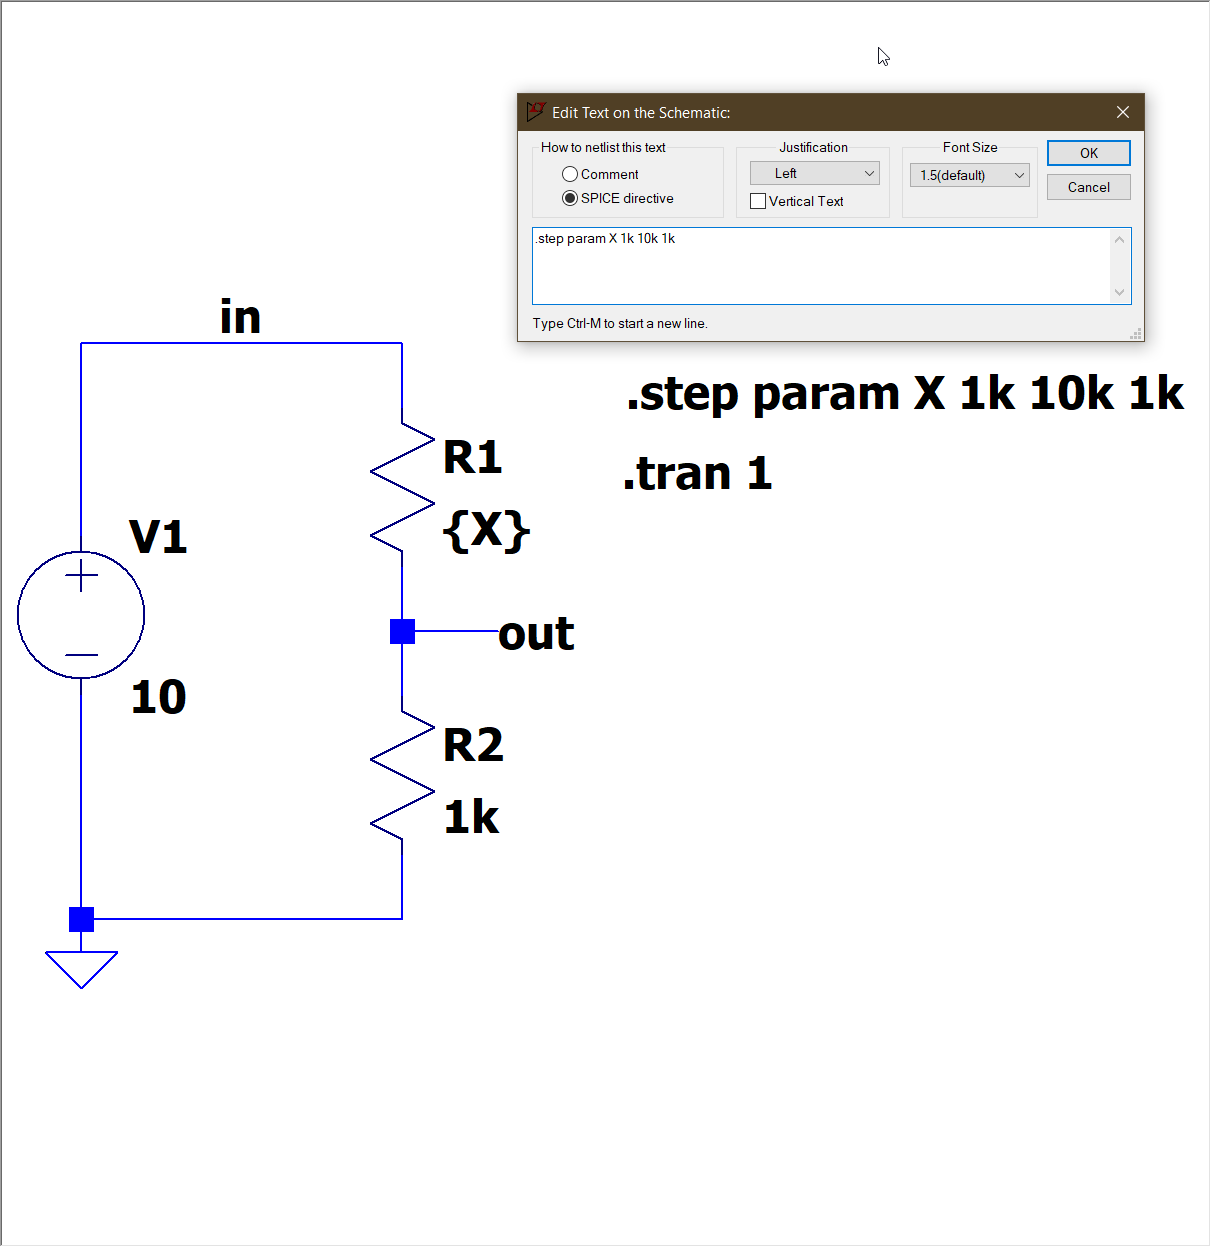 Edit Text on the Schematic:
How to netlist this text
Comment
SPICE directive
Justification
Left
Vertical Text
Font Size
1.5(default)
OK
Cancel
.step param X 1k 10k 1k
Type Ctrl-M to start a new line.
in
.step param X 1k 10k 1k
.tran 1
R1
{X}
V1
10
out
R2
1k